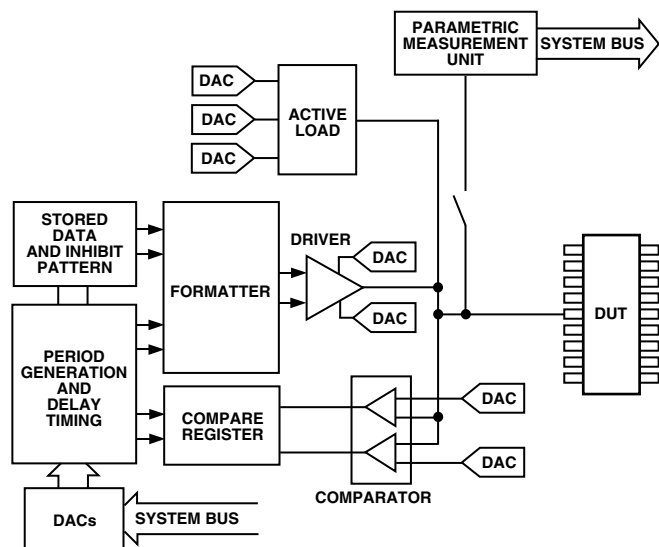 PARAMETRIC
MEASUREMENT
UNIT
SYSTEM BUS
DAC
DAC
DAC
ACTIVE
LOAD
STORED
DATA
AND INHIBIT
PATTERN
FORMATTER
DRIVER
DAC
DAC
DUT
PERIOD
GENERATION
AND
DELAY
TIMING
COMPARE
REGISTER
DAC
DAC
COMPARATOR
DACs
SYSTEM BUS